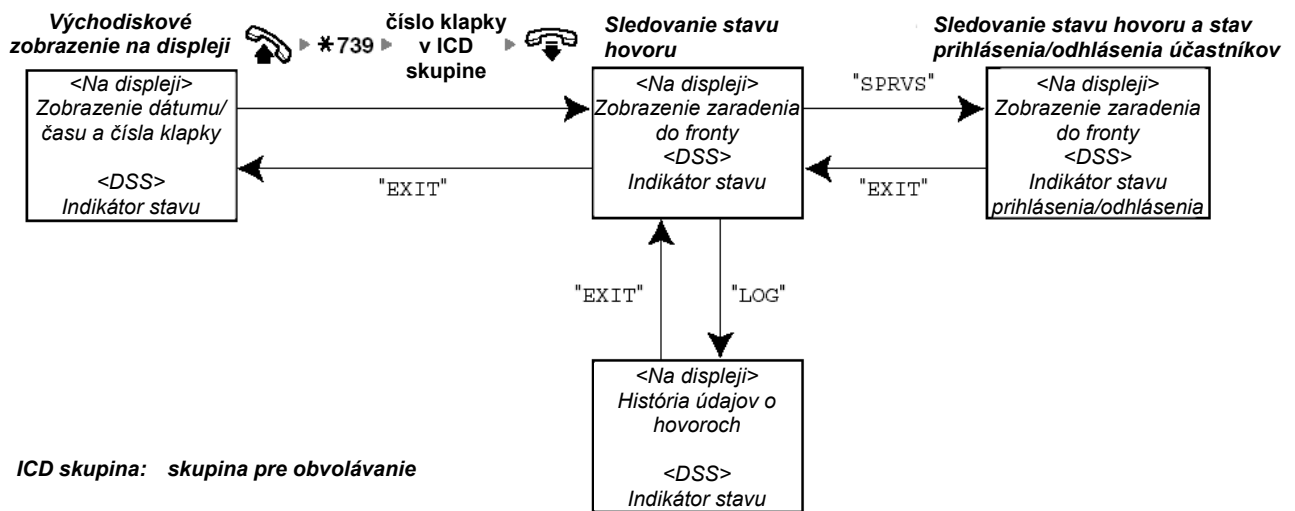 Východiskové
zobrazenie na displeji
*739
číslo klapky
v ICD
skupine
Sledovanie stavu
hovoru
Sledovanie stavu hovoru a stav
prihlásenia/odhlásenia účastníkov
<Na displeji>
Zobrazenie dátumu/
času a čísla klapky
<DSS>
Indikátor stavu
"EXIT"
<Na displeji>
Zobrazenie zaradenia
do fronty
<DSS>
Indikátor stavu
"SPRVS"
"EXIT"
<Na displeji>
Zobrazenie zaradenia
do fronty
<DSS>
Indikátor stavu
prihlásenia/odhlásenia
"EXIT"
"LOG"
<Na displeji>
História údajov o
hovoroch
<DSS>
Indikátor stavu
ICD skupina: skupina pre obvolávanie